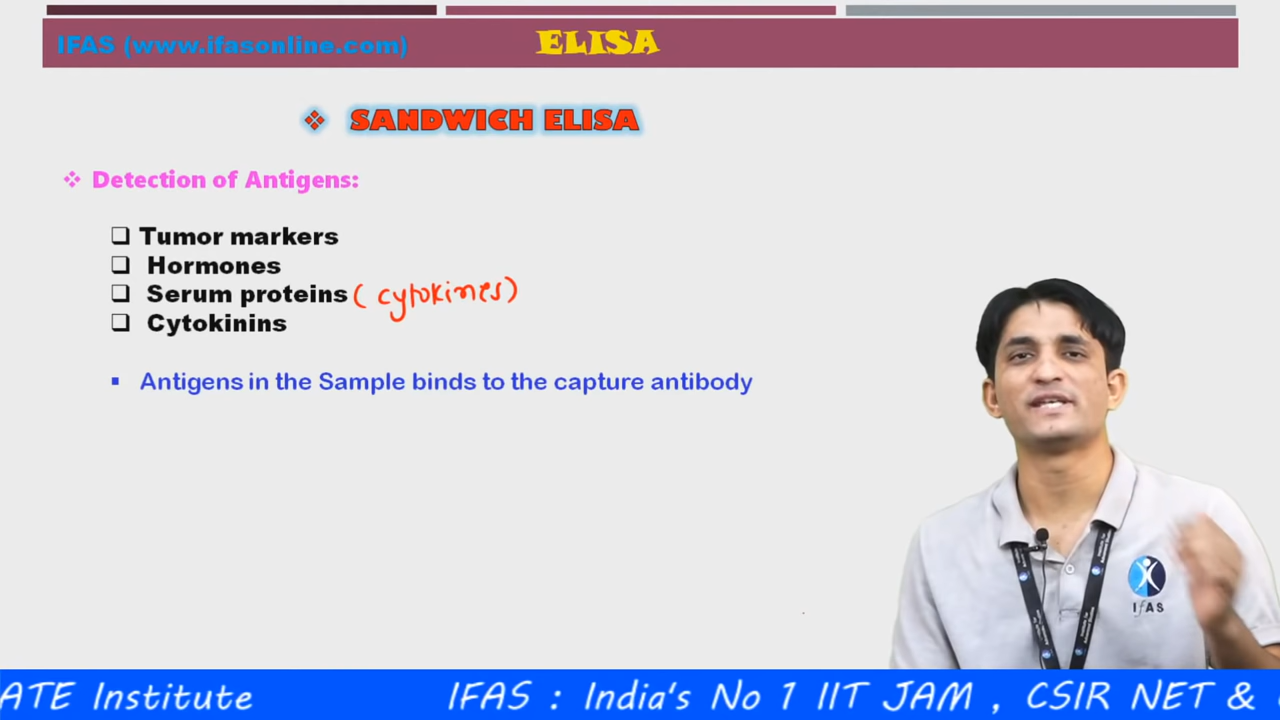 IFAS (www.ifasonline.com) ELISA
❖ SANDWICH ELISA
❖ Detection of Antigens:
❑ Tumor markers
❑ Hormones
❑ Serum proteins ( cytokines)
❑ Cytokinins
▪ Antigens in the Sample binds to the capture antibody
IfAS
ATE Institute IFAS : India's No 1 IIT JAM , CSIR NET &